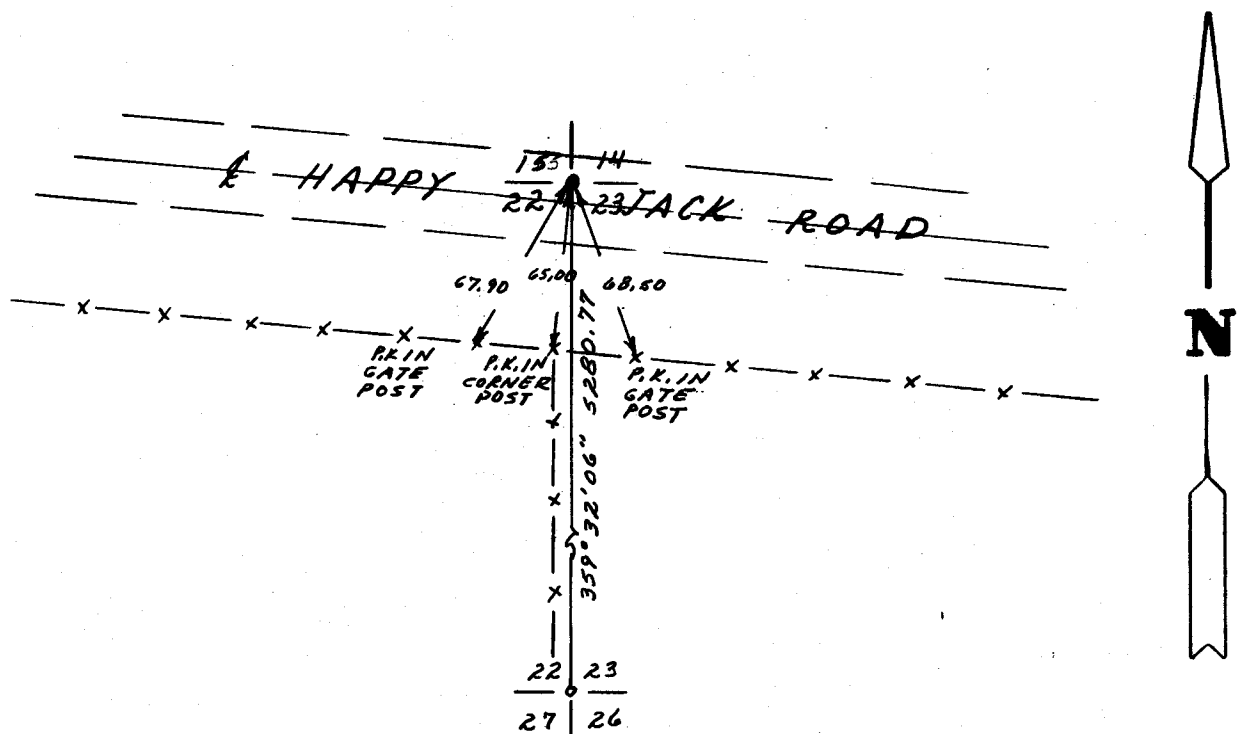 15 14
℄ HAPPY JACK ROAD
22 23
67.90 65.00 68.50
P.K. IN GATE POST
P.K. IN CORNER POST
P.K. IN GATE POST
359° 32' 06" 5280.77
N
22 23
27 26